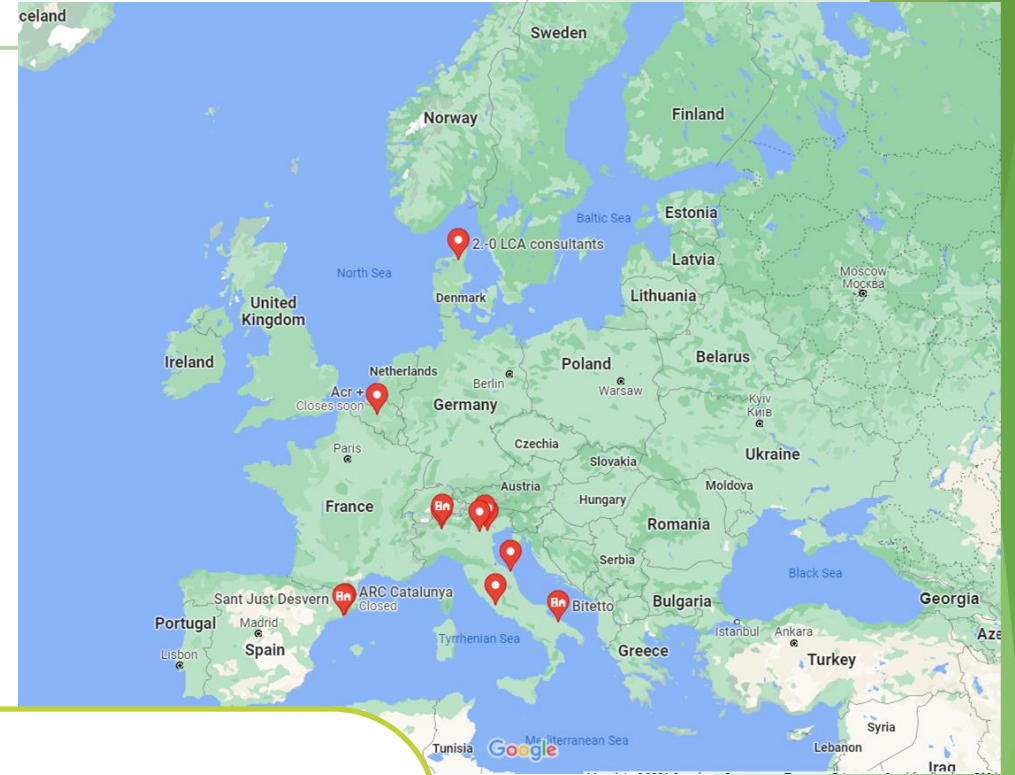 celand
Sweden
Norway
Finland
Baltic Sea
Estonia
2.-0 LCA consultants
Latvia
North Sea
Moscow
Москва
Denmark
Lithuania
United
Kingdom
Ireland
Belarus
Netherlands
Poland
Berlin
Warsaw
Acr +
Closes soon
Germany
Kyiv
Київ
Paris
Czechia
Ukraine
Slovakia
Austria
Moldova
France
Hungary
Romania
Serbia
Black Sea
Sant Just Desvern
ARC Catalunya
Closed
Bitetto
Bulgaria
Georgia
Portugal
Madrid
Istanbul
Ankara
Aze
Tyrrhenian Sea
Spain
Greece
Lisbon
Turkey
Syria
Tunisia
Google
Mediterranean Sea
Lebanon
Iraq